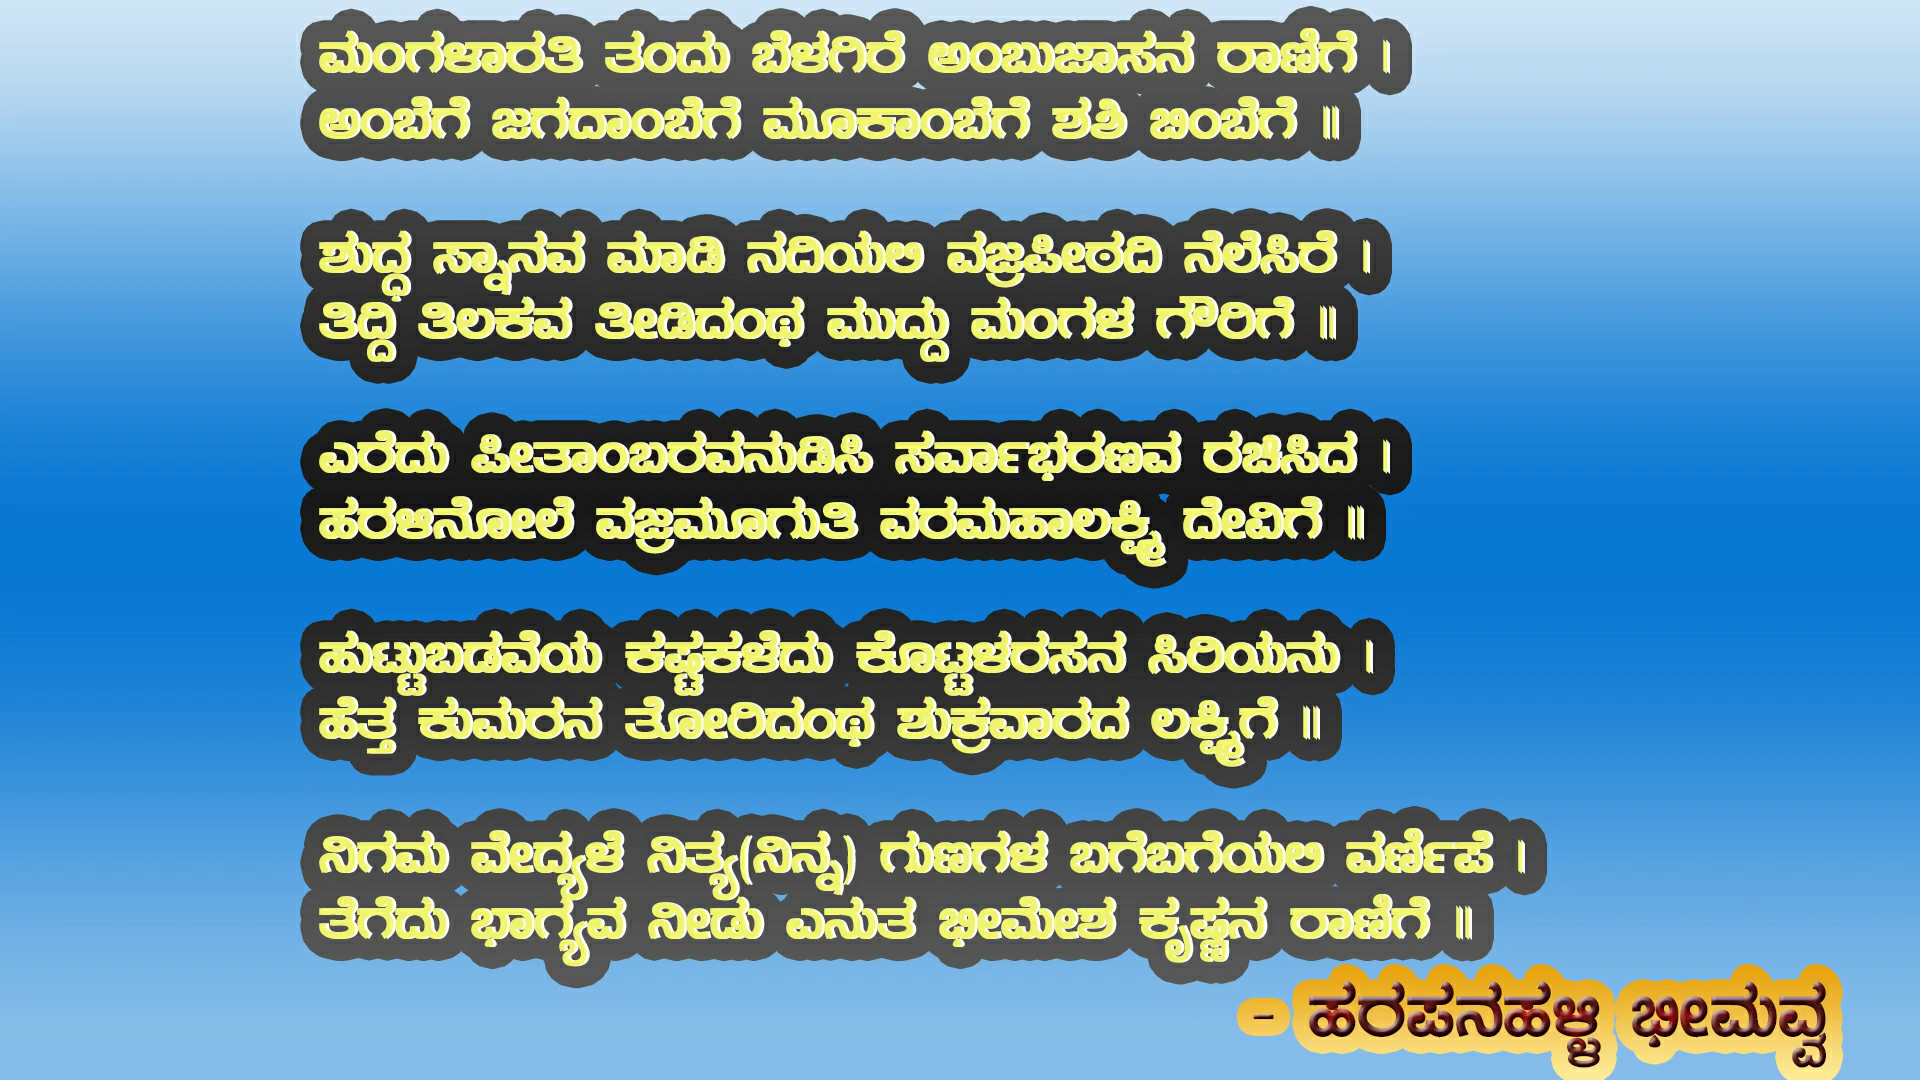 ಮಂಗಳಾರತಿ ತಂದು ಬೆಳಗಿರೆ ಅಂಬುಜಾಸನ ರಾಣಿಗೆ ।
ಅಂಬೆಗೆ ಜಗದಾಂಬೆಗೆ ಮೂಕಾಂಬೆಗೆ ಶಶಿ ಬಿಂಬೆಗೆ ॥
ಶುದ್ಧ ಸ್ನಾನವ ಮಾಡಿ ನದಿಯಲಿ ವಜ್ರಪೀಠದಿ ನೆಲೆಸಿರೆ ।
ತಿದ್ದಿ ತಿಲಕವ ತೀಡಿದಂಥ ಮುದ್ದು ಮಂಗಳ ಗೌರಿಗೆ ॥
ಎರೆದು ಪೀತಾಂಬರವನುಡಿಸಿ ಸರ್ವಾಭರಣವ ರಚಿಸಿದ ।
ಹರಳಿನೋಲೆ ವಜ್ರಮೂಗುತಿ ವರಮಹಾಲಕ್ಷ್ಮಿ ದೇವಿಗೆ ॥
ಹುಟ್ಟುಬಡವೆಯ ಕಷ್ಟಕಳೆದು ಕೊಟ್ಟಳರಸನ ಸಿರಿಯನು ।
ಹೆತ್ತ ಕುಮರನ ತೋರಿದಂಥ ಶುಕ್ರವಾರದ ಲಕ್ಷ್ಮಿಗೆ ॥
ನಿಗಮ ವೇದ್ಯಳೆ ನಿತ್ಯ(ನಿನ್ನ) ಗುಣಗಳ ಬಗೆಬಗೆಯಲಿ ವರ್ಣಿಪೆ ।
ತೆಗೆದು ಭಾಗ್ಯವ ನೀಡು ಎನುತ ಭೀಮೇಶ ಕೃಷ್ಣನ ರಾಣಿಗೆ ॥
- ಹರಪನಹಳ್ಳಿ ಭೀಮವ್ವ